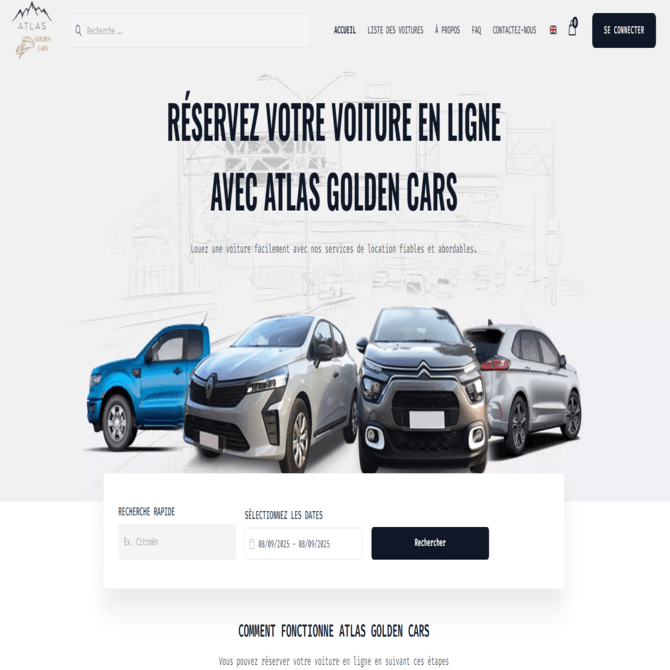 ATLAS
GOLDEN
CARS
Recherche ...
ACCUEIL
LISTE DES VOITURES
À PROPOS
FAQ
CONTACTEZ-NOUS
0
SE CONNECTER
RÉSERVEZ VOTRE VOITURE EN LIGNE
AVEC ATLAS GOLDEN CARS
Louez une voiture facilement avec nos services de location fiables et abordables.
RECHERCHE RAPIDE
SÉLECTIONNEZ LES DATES
Ex. Citroën
08/09/2025 - 08/09/2025
Rechercher
COMMENT FONCTIONNE ATLAS GOLDEN CARS
Vous pouvez réserver votre voiture en ligne en suivant ces étapes